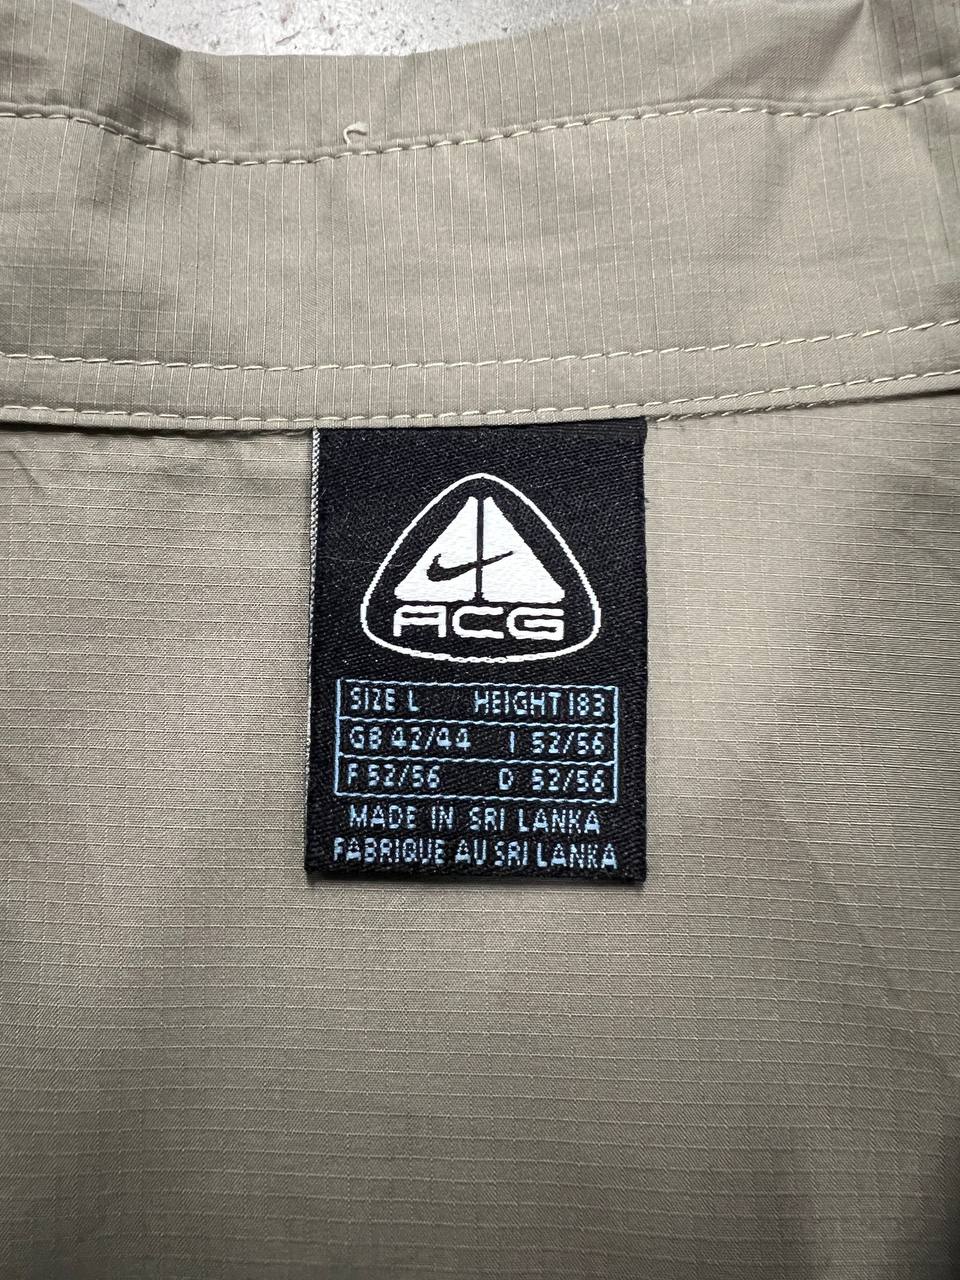 ACG
SIZE L HEIGHT 183
GB 42/44 I 52/56
F 52/56 D 52/56
MADE IN SRI LANKA
FABRIQUE AU SRI LANKA